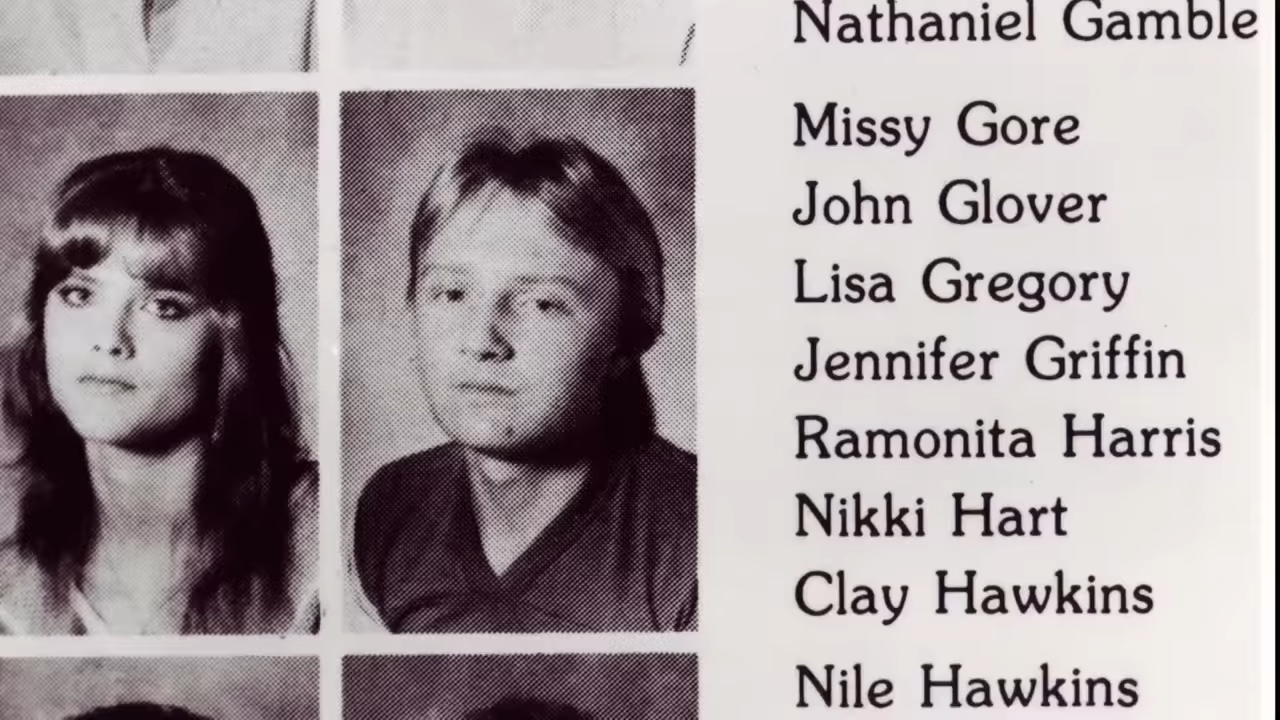 Nathaniel Gamble
Missy Gore
John Glover
Lisa Gregory
Jennifer Griffin
Ramonita Harris
Nikki Hart
Clay Hawkins
Nile Hawkins